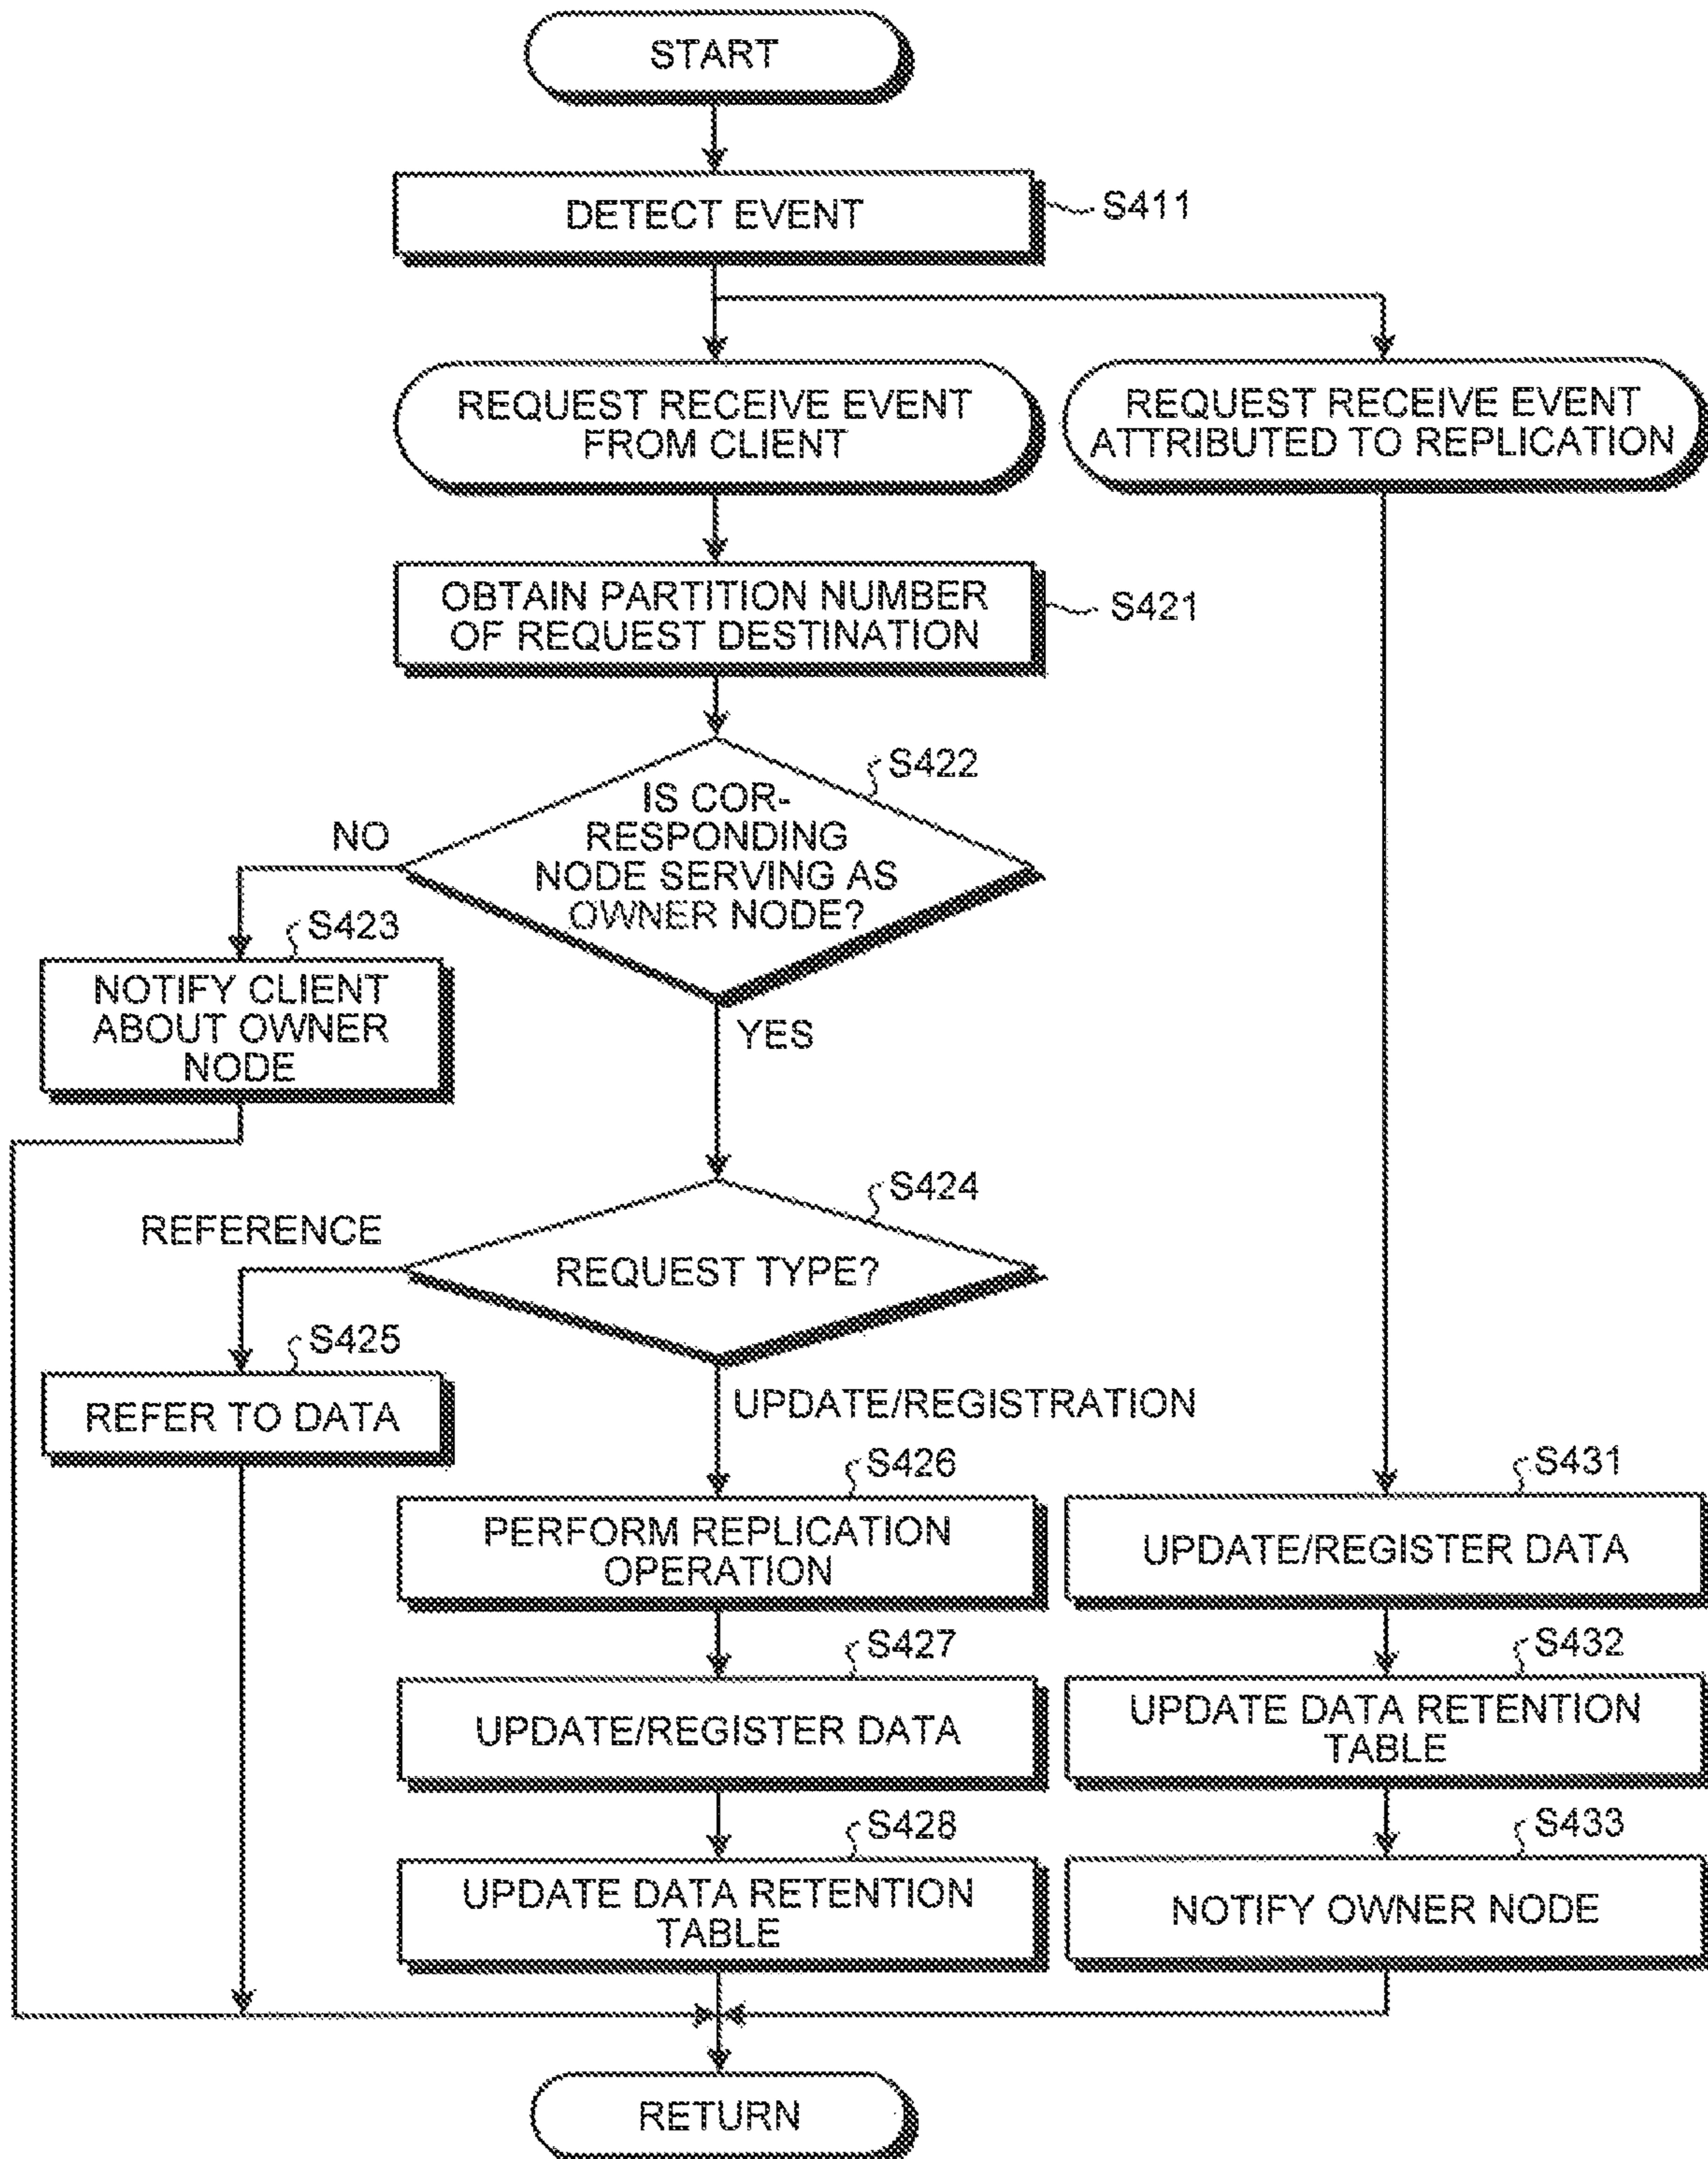 START
DETECT EVENT
S411
REQUEST RECEIVE EVENT
FROM CLIENT
REQUEST RECEIVE EVENT
ATTRIBUTED TO REPLICATION
OBTAIN PARTITION NUMBER
OF REQUEST DESTINATION
S421
S422
IS COR-
RESPONDING
NODE SERVING AS
OWNER NODE?
NO
S423
NOTIFY CLIENT
ABOUT OWNER
NODE
YES
S424
REQUEST TYPE?
REFERENCE
S425
REFER TO DATA
UPDATE/REGISTRATION
S426
PERFORM REPLICATION
OPERATION
S427
UPDATE/REGISTER DATA
S428
UPDATE DATA RETENTION
TABLE
S431
UPDATE/REGISTER DATA
S432
UPDATE DATA RETENTION
TABLE
S433
NOTIFY OWNER NODE
RETURN